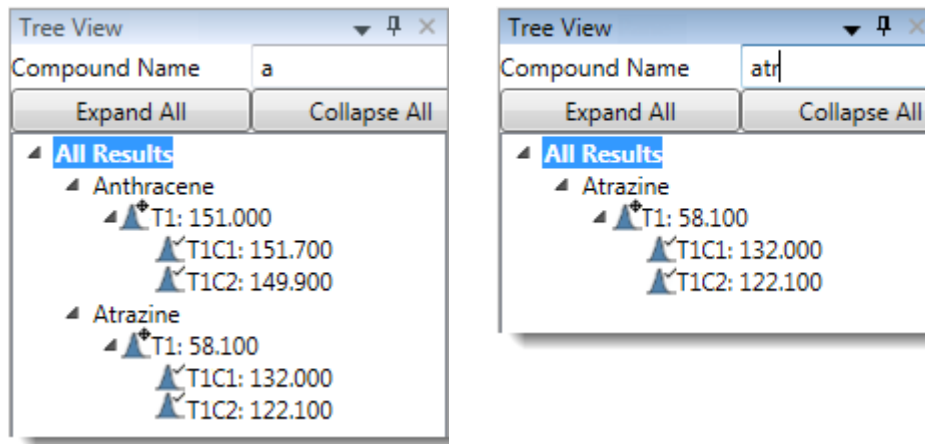 Tree View
Compound Name a
Expand All Collapse All
All Results
Anthracene
T1: 151.000
T1C1: 151.700
T1C2: 149.900
Atrazine
T1: 58.100
T1C1: 132.000
T1C2: 122.100
Tree View
Compound Name atr
Expand All Collapse All
All Results
Atrazine
T1: 58.100
T1C1: 132.000
T1C2: 122.100